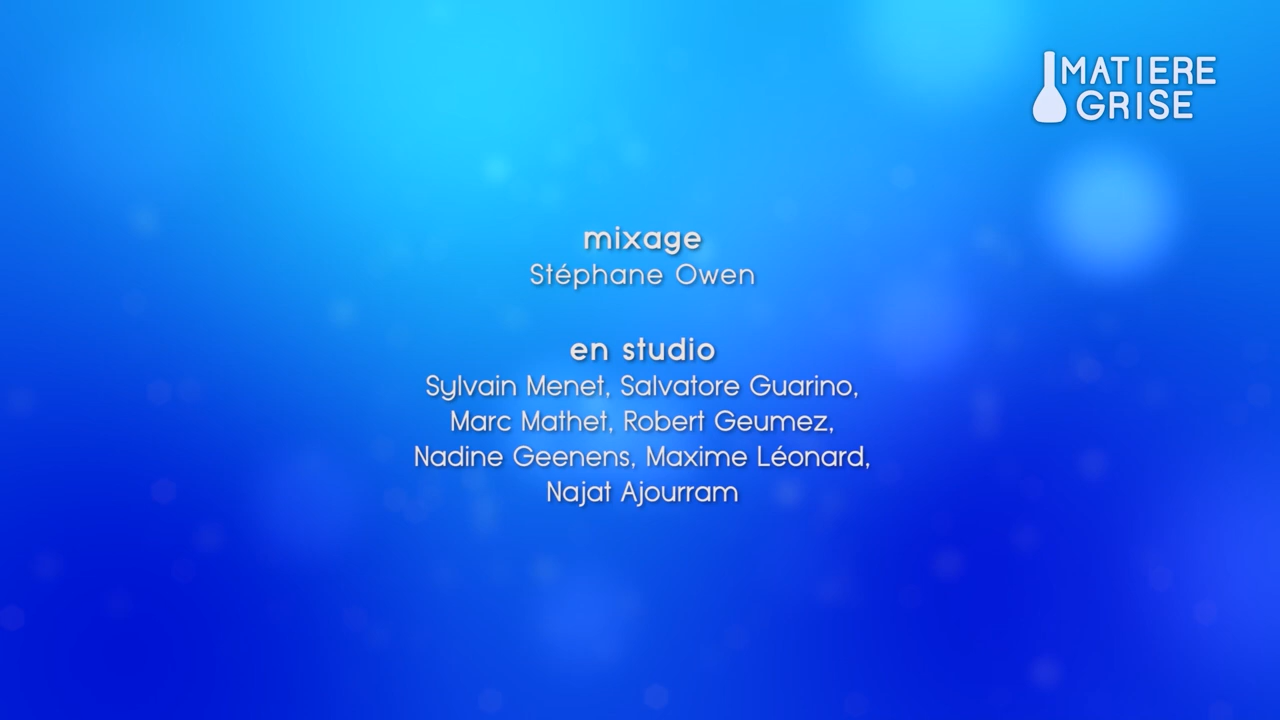 MATIERE
GRISE
mixage
Stéphane Owen
en studio
Sylvain Menet, Salvatore Guarino,
Marc Mathet, Robert Geumez,
Nadine Geenens, Maxime Léonard,
Najat Ajourram